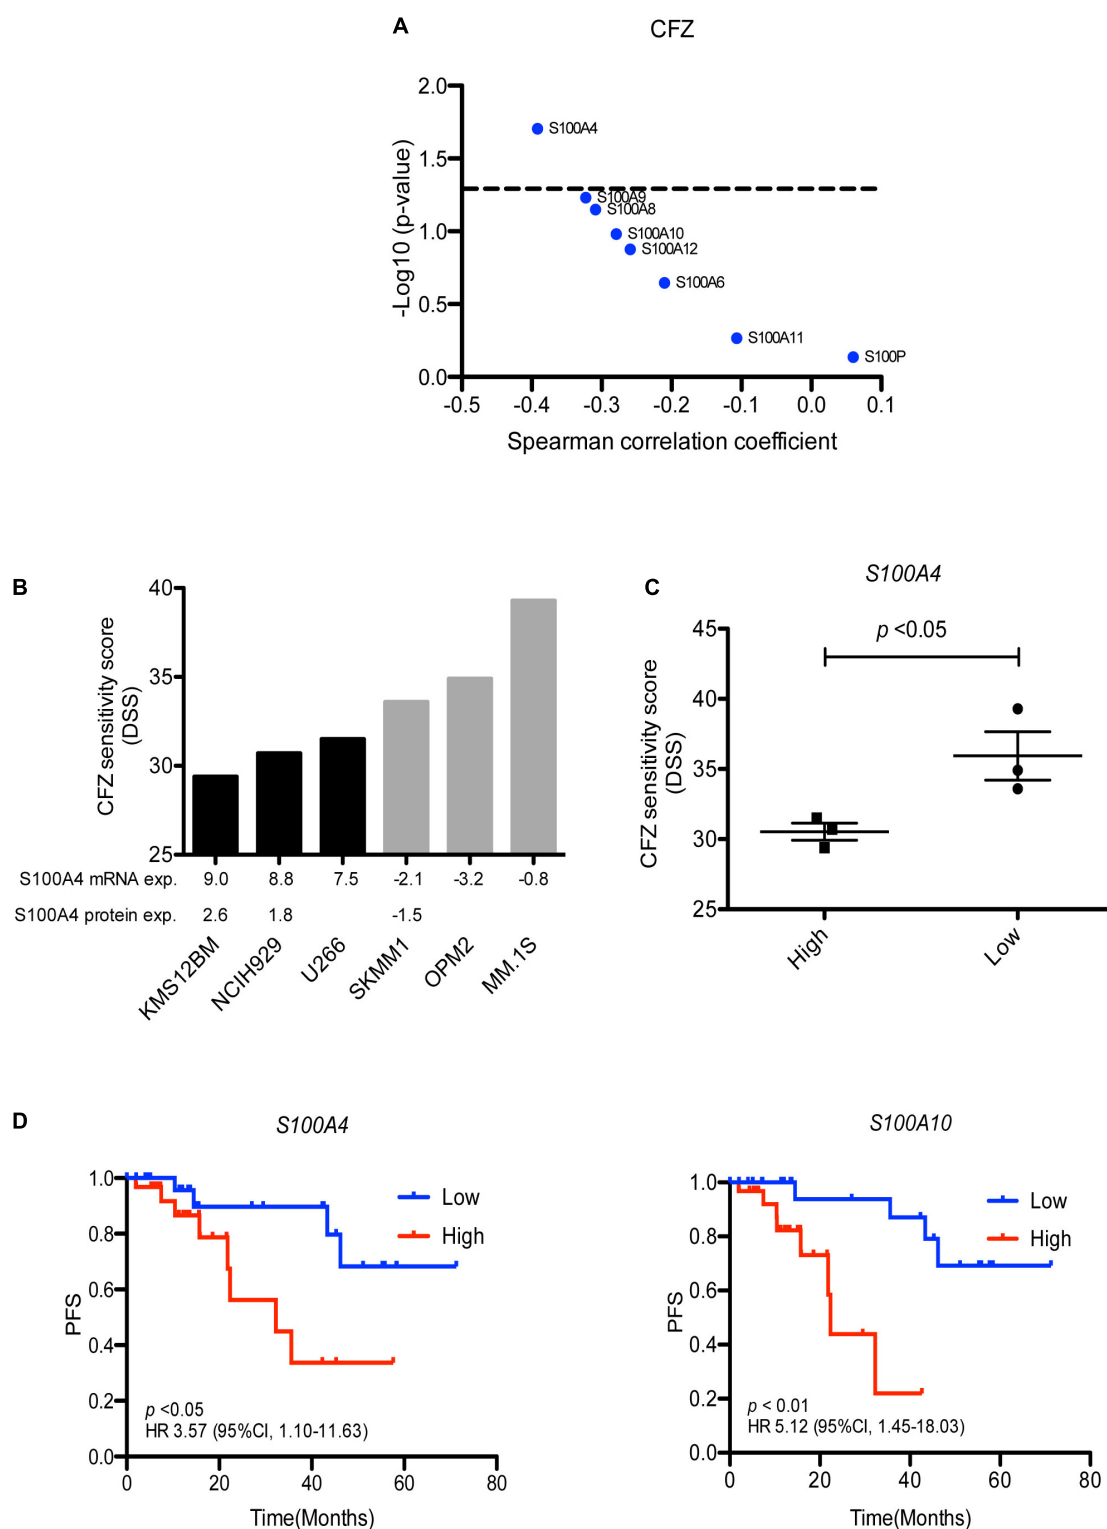 A
CFZ
-Log10 (p-value)
2.0
1.5
1.0
0.5
0.0
S100A4
S100A9
S100A8
S100A10
S100A12
S100A6
S100A11
S100P
-0.5 -0.4 -0.3 -0.2 -0.1 0.0 0.1
Spearman correlation coefficient
B
CFZ sensitivity score
(DSS)
40
35
30
25
S100A4 mRNA exp. 9.0 8.8 7.5 -2.1 -3.2 -0.8
S100A4 protein exp. 2.6 1.8 -1.5
KMS12BM NCIH929 U266 SKMM1 OPM2 MM.1S
C
S100A4
p <0.05
CFZ sensitivity score
(DSS)
45
40
35
30
25
High Low
D
S100A4
PFS
1.0
0.8
0.6
0.4
0.2
0.0
Low
High
p <0.05
HR 3.57 (95%CI, 1.10-11.63)
0 20 40 60 80
Time(Months)
S100A10
PFS
1.0
0.8
0.6
0.4
0.2
0.0
Low
High
p < 0.01
HR 5.12 (95%CI, 1.45-18.03)
0 20 40 60 80
Time(Months)